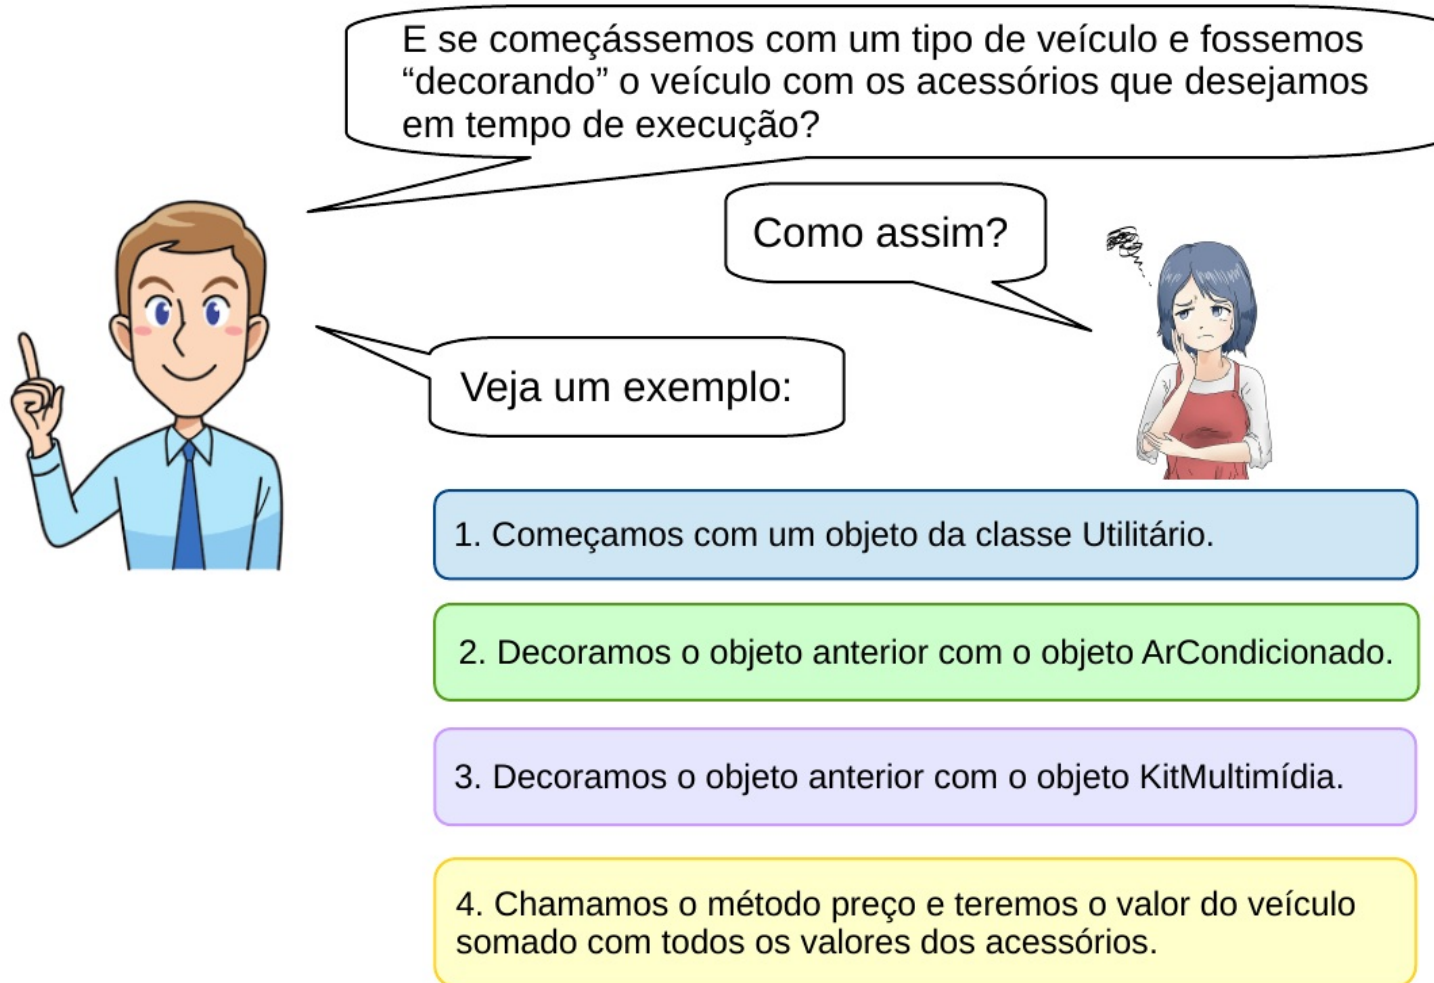 E se começássemos com um tipo de veículo e fossemos
“decorando” o veículo com os acessórios que desejamos
em tempo de execução?
Como assim?
Veja um exemplo:
1. Começamos com um objeto da classe Utilitário.
2. Decoramos o objeto anterior com o objeto ArCondicionado.
3. Decoramos o objeto anterior com o objeto KitMultimídia.
4. Chamamos o método preço e teremos o valor do veículo
somado com todos os valores dos acessórios.